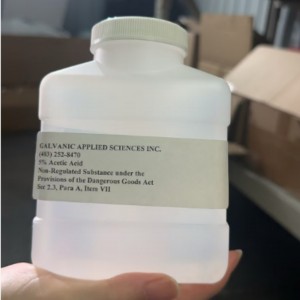 GALVANIC APPLIED SCIENCES INC.
(403) 252-8470
5% Acetic Acid
Non-Regulated Substance under the
Provisions of the Dangerous Goods Act
Sec 2.3, Para A, Item VII